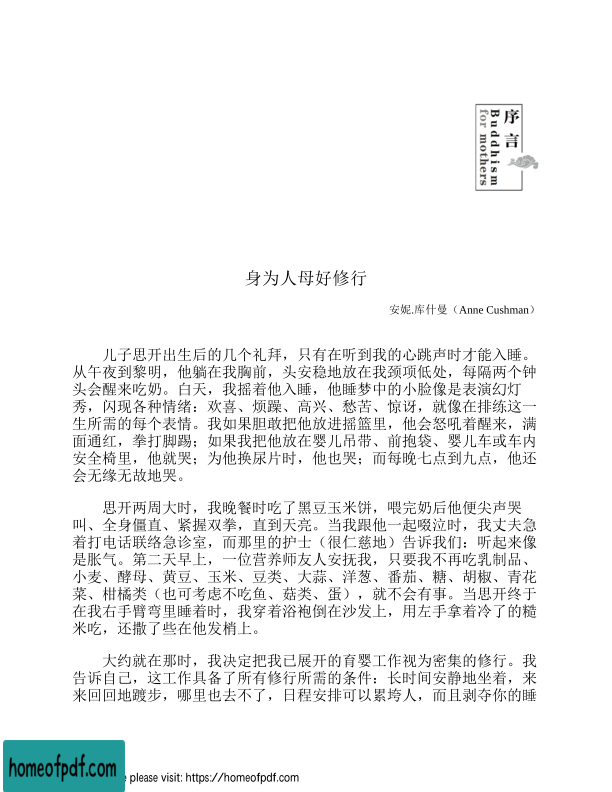 序言
Buddhism
for mothers
身为人母好修行
安妮.库什曼（Anne Cushman）
儿子思开出生后的几个礼拜，只有在听到我的心跳声时才能入睡。
从午夜到黎明，他躺在我胸前，头安稳地放在我颈项低处，每隔两个钟
头会醒来吃奶。白天，我摇着他入睡，他睡梦中的小脸像是表演幻灯
秀，闪现各种情绪：欢喜、烦躁、高兴、愁苦、惊讶，就像在排练这一
生所需的每个表情。我如果胆敢把他放进摇篮里，他会怒吼着醒来，满
面通红，拳打脚踢；如果我把他放在婴儿吊带、前抱袋、婴儿车或车内
安全椅里，他就哭；为他换尿片时，他也哭；而每晚七点到九点，他还
会无缘无故地哭。
思开两周大时，我晚餐时吃了黑豆玉米饼，喂完奶后他便尖声哭
叫、全身僵直、紧握双拳，直到天亮。当我跟他一起啜泣时，我丈夫急
着打电话联络急诊室，而那里的护士（很仁慈地）告诉我们：听起来像
是胀气。第二天早上，一位营养师友人安抚我，只要我不再吃乳制品、
小麦、酵母、黄豆、玉米、豆类、大蒜、洋葱、番茄、糖、胡椒、青花
菜、柑橘类（也可考虑不吃鱼、菇类、蛋），就不会有事。当思开终于
在我右手臂弯里睡着时，我穿着浴袍倒在沙发上，用左手拿着冷了的糙
米吃，还撒了些在他发梢上。
大约就在那时，我决定把我已展开的育婴工作视为密集的修行。我
告诉自己，这工作具备了所有修行所需的条件：长时间安静地坐着，来
来回回地踱步，哪里也去不了，日程安排可以累垮人，而且剥夺你的睡
homeofpdf.com
e please visit: https://homeofpdf.com